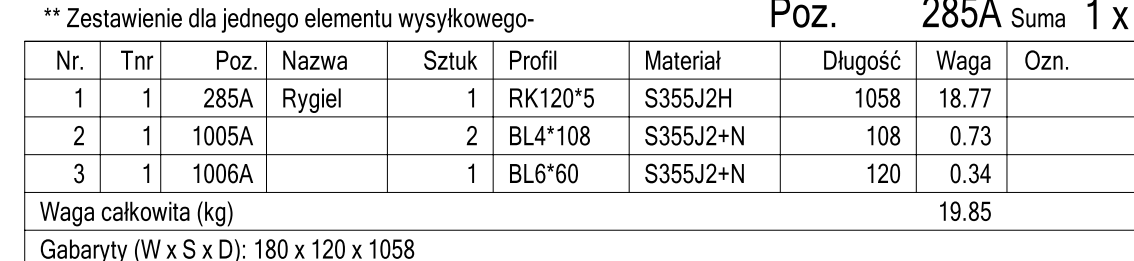 ** Zestawienie dla jednego elementu wysyłkowego- Poz. 285A Suma 1 x
Nr. Tnr Poz. Nazwa Sztuk Profil Materiał Długość Waga Ozn.
1 1 285A Rygiel 1 RK120*5 S355J2H 1058 18.77
2 1 1005A 2 BL4*108 S355J2+N 108 0.73
3 1 1006A 1 BL6*60 S355J2+N 120 0.34
Waga całkowita (kg) 19.85
Gabaryty (W x S x D): 180 x 120 x 1058